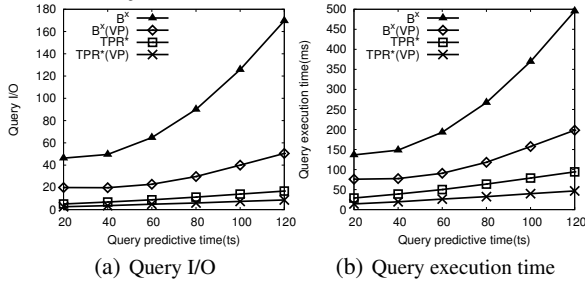 B^x
B^x(VP)
TPR*
TPR*(VP)
180
160
140
120
100
80
60
40
20
0
Query I/O
20 40 60 80 100 120
Query predictive time(ts)
(a) Query I/O
B^x
B^x(VP)
TPR*
TPR*(VP)
500
450
400
350
300
250
200
150
100
50
0
Query execution time(ms)
20 40 60 80 100 120
Query predictive time(ts)
(b) Query execution time